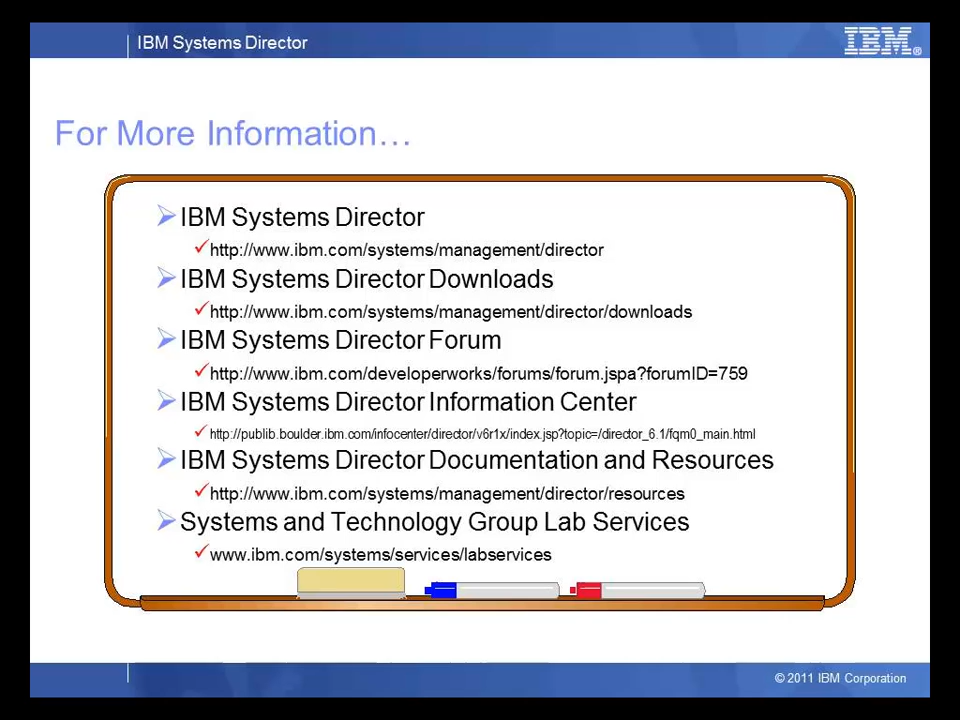 IBM Systems Director
IBM®
For More Information…
IBM Systems Director
http://www.ibm.com/systems/management/director
IBM Systems Director Downloads
http://www.ibm.com/systems/management/director/downloads
IBM Systems Director Forum
http://www.ibm.com/developerworks/forums/forum.jspa?forumID=759
IBM Systems Director Information Center
http://publib.boulder.ibm.com/infocenter/director/v6r1x/index.jsp?topic=/director_6.1/fqm0_main.html
IBM Systems Director Documentation and Resources
http://www.ibm.com/systems/management/director/resources
Systems and Technology Group Lab Services
www.ibm.com/systems/services/labservices
© 2011 IBM Corporation